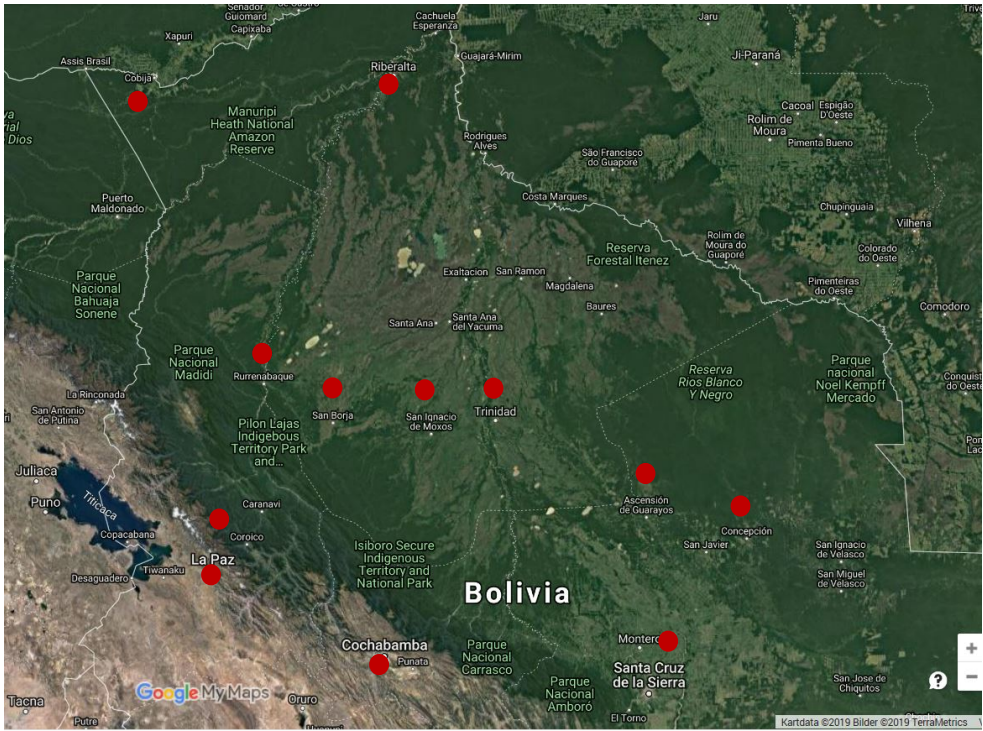 Senador
Guiomard
Capixaba
Xapuri
Cachuela
Esperanza
Jaru
Assis Brasil
Cobija
Riberalta
Guajará-Mirim
Ji-Paraná
Manuripi
Heath National
Amazon
Reserve
Cacoal
Espigão
D'Oeste
Rolim de
Moura
Pimenta Bueno
Dios
Rodrigues
Alves
São Francisco
do Guaporé
Puerto
Maldonado
Costa Marques
Chupinguaia
Vilhena
Rolim de
Moura do
Guaporé
Colorado
do Oeste
Reserva
Forestal Itenez
Parque
Nacional
Bahuaja
Sonene
Exaltacion
San Ramon
Magdalena
Pimenteiras
do Oeste
Baures
Comodoro
Santa Ana
Santa Ana
del Yacuma
Parque
Nacional
Madidi
Rurrenabaque
Reserva
Rios Blanco
Y Negro
Parque
nacional
Noel Kempff
Mercado
Conquist
do Oeste
La Rinconada
San Antonio
de Putina
San Borja
San Ignacio
de Moxos
Trinidad
Pilon Lajas
Indigebous
Territory Park
and...
Pon
Lac
Juliaca
Puno
Titicaca
Caranavi
Ascensión
de Guarayos
Concepción
San Javier
Copacabana
Coroico
La Paz
Tiwanaku
Desaguadero
Isiboro Secure
Indigenous
Territory and
National Park
San Ignacio
de Velasco
San Miguel
de Velasco
Bolivia
Cochabamba
Punata
Parque
Nacional
Carrasco
Montero
Santa Cruz
de la Sierra
Parque
Nacional
Amboró
San Jose de
Chiquitos
Google My Maps
Tacna
Oruro
Putre
El Torno
Kartdata ©2019 Bilder ©2019 TerraMetrics